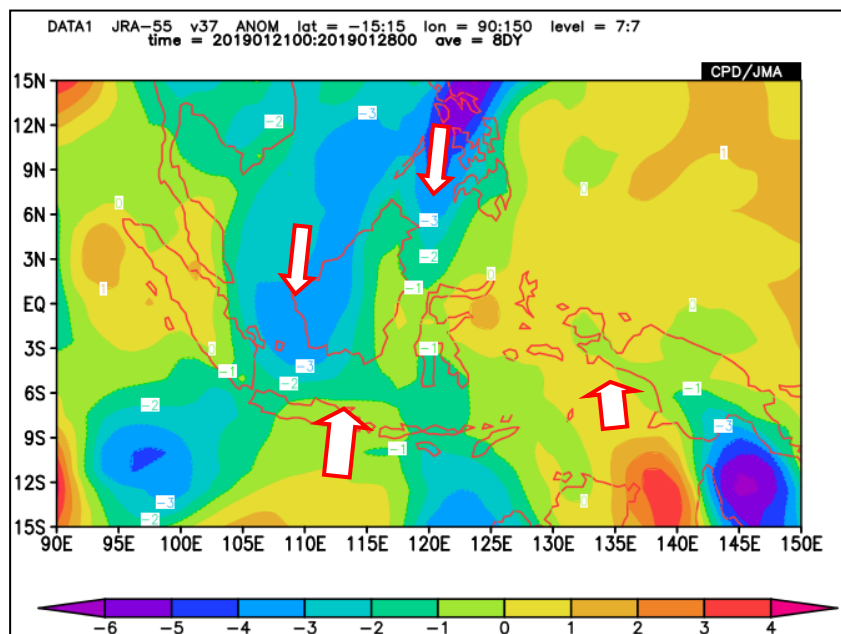 DATA1 JRA-55 v37 ANOM lat = -15:15 lon = 90:150 level = 7:7
time = 2019012100:2019012800 ave = 8DY
CPD/JMA
15N
12N
9N
6N
3N
EQ
3S
6S
9S
12S
15S
90E 95E 100E 105E 110E 115E 120E 125E 130E 135E 140E 145E 150E
-3
-2
1
0
0
-3
-2
0
-1
1
0
0
-1
-3
-1
-2
-1
-2
-3
-1
-3
0
-2
-6 -5 -4 -3 -2 -1 0 1 2 3 4